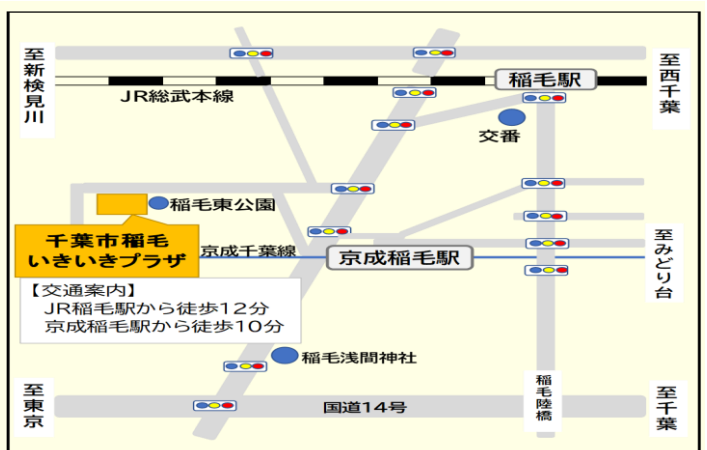 至新検見川
稲毛駅
至西千葉
JR総武本線
交番
稲毛東公園
千葉市稲毛
いきいきプラザ
京成千葉線
京成稲毛駅
至みどり台
【交通案内】
JR稲毛駅から徒歩12分
京成稲毛駅から徒歩10分
稲毛浅間神社
至東京
国道14号
稲毛陸橋
至千葉